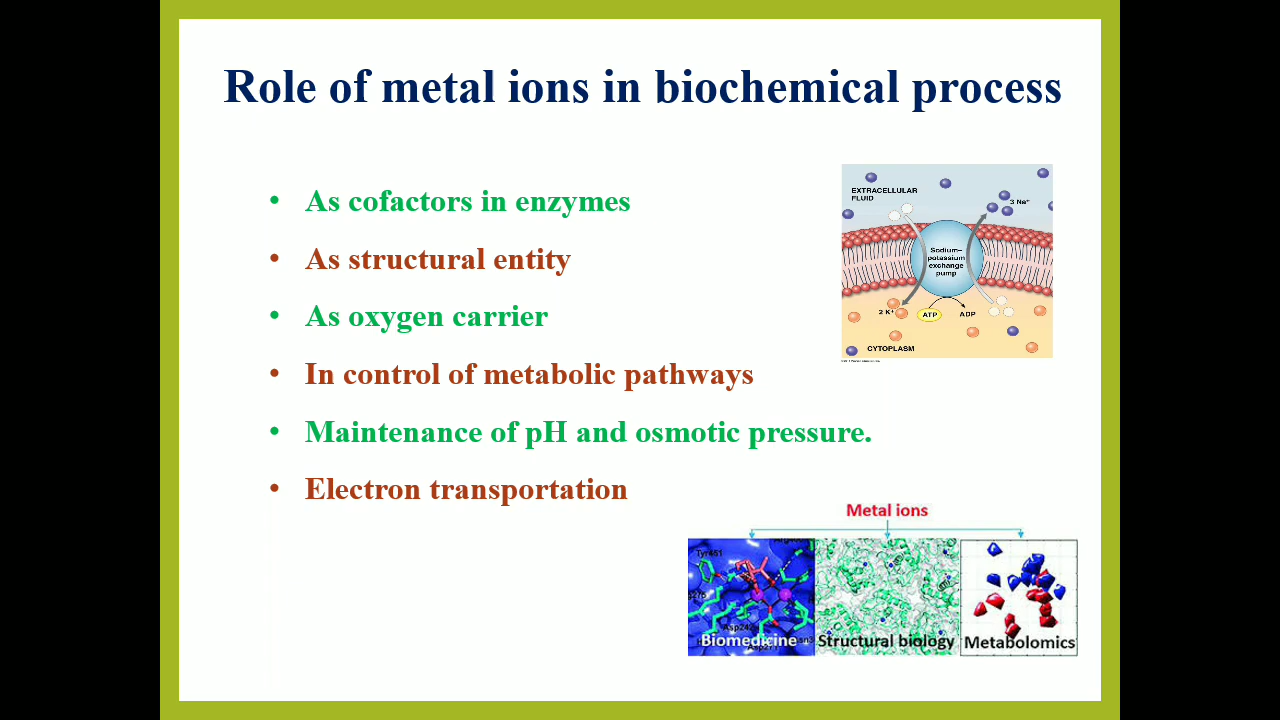 Role of metal ions in biochemical process
• As cofactors in enzymes
• As structural entity
• As oxygen carrier
• In control of metabolic pathways
• Maintenance of pH and osmotic pressure.
• Electron transportation
EXTRACELLULAR
FLUID
3 Na⁺
Sodium–
potassium
exchange
pump
2 K⁺
ATP
ADP
CYTOPLASM
Metal ions
Tyr451
Asp242
Biomedicine
Structural biology
Metabolomics